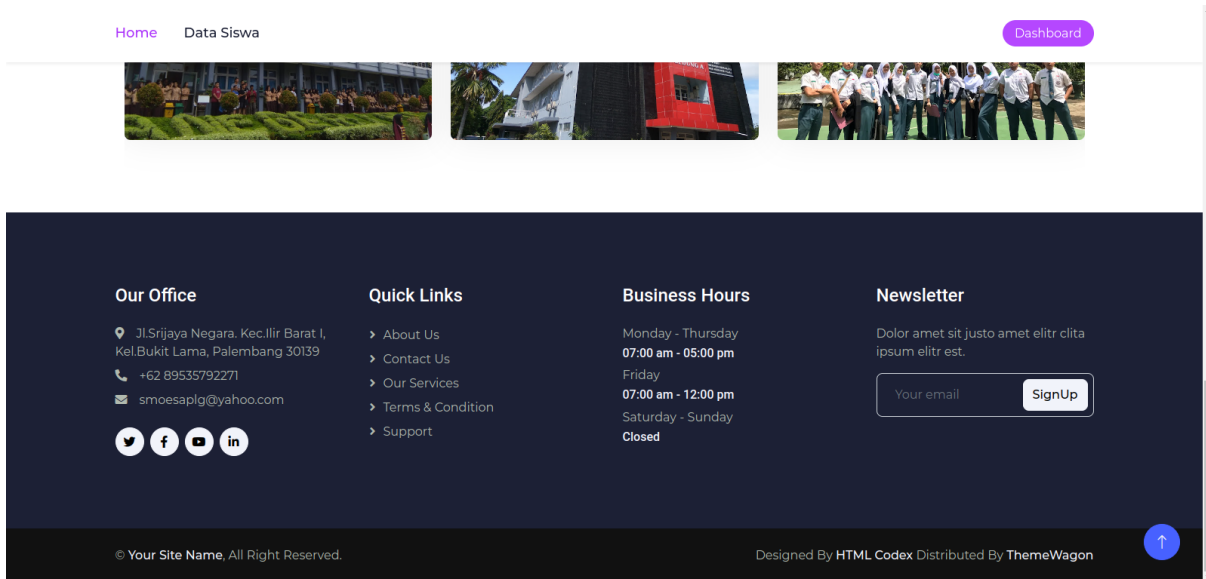 Home Data Siswa Dashboard
Our Office
Jl.Srijaya Negara. Kec.Ilir Barat I,
Kel.Bukit Lama, Palembang 30139
+62 89535792271
smoesaplg@yahoo.com
Quick Links
About Us
Contact Us
Our Services
Terms & Condition
Support
Business Hours
Monday - Thursday
07:00 am - 05:00 pm
Friday
07:00 am - 12:00 pm
Saturday - Sunday
Closed
Newsletter
Dolor amet sit justo amet elitr clita
ipsum elitr est.
Your email SignUp
© Your Site Name, All Right Reserved.
Designed By HTML Codex Distributed By ThemeWagon